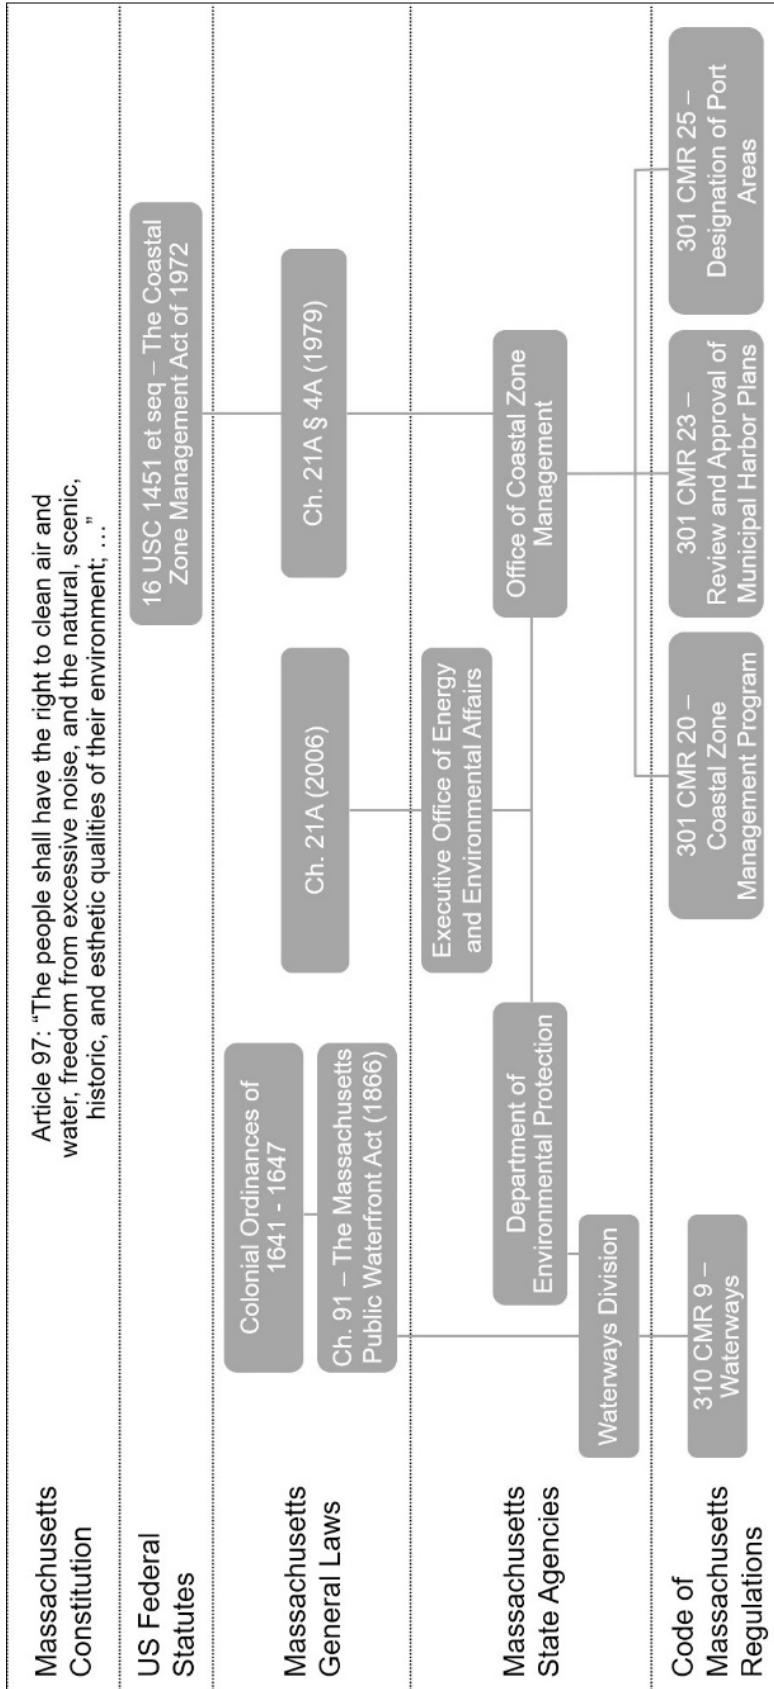 Massachusetts
Constitution
Article 97: “The people shall have the right to clean air and
water, freedom from excessive noise, and the natural, scenic,
historic, and esthetic qualities of their environment; …”
US Federal
Statutes
16 USC 1451 et seq – The Coastal
Zone Management Act of 1972
Massachusetts
General Laws
Colonial Ordinances of
1641 - 1647
Ch. 91 – The Massachusetts
Public Waterfront Act (1866)
Ch. 21A (2006)
Ch. 21A § 4A (1979)
Massachusetts
State Agencies
Executive Office of Energy
and Environmental Affairs
Department of
Environmental Protection
Office of Coastal Zone
Management
Waterways Division
Code of
Massachusetts
Regulations
310 CMR 9 –
Waterways
301 CMR 20 –
Coastal Zone
Management Program
301 CMR 23 –
Review and Approval of
Municipal Harbor Plans
301 CMR 25 –
Designation of Port
Areas